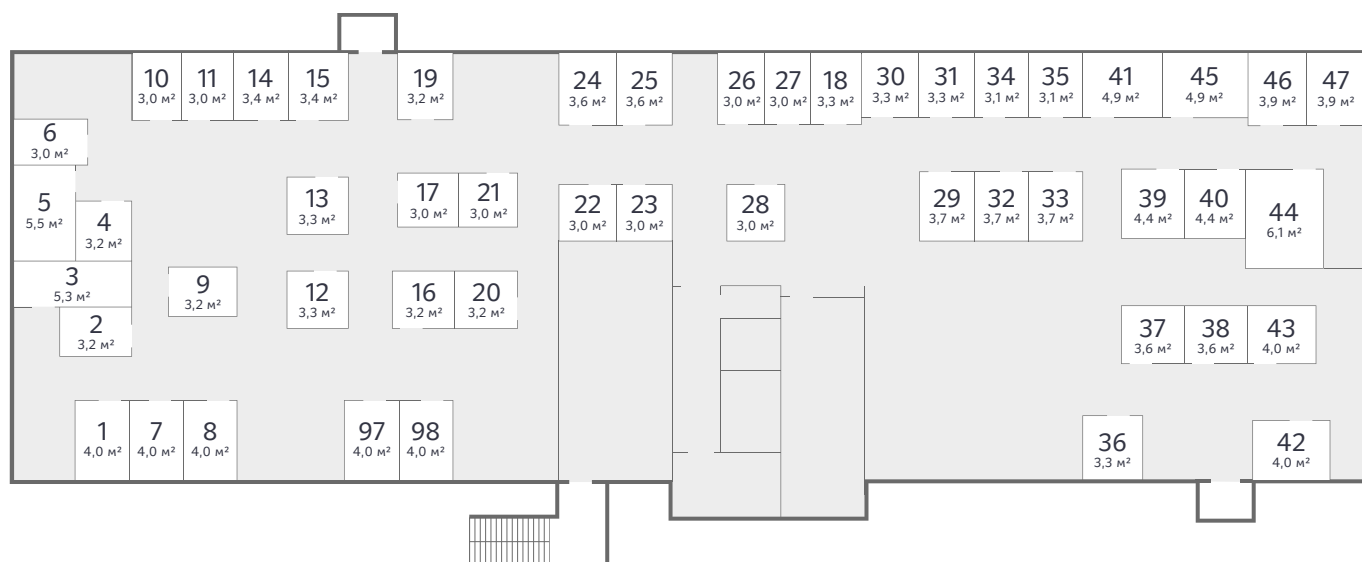 10
3,0 м²
11
3,0 м²
14
3,4 м²
15
3,4 м²
19
3,2 м²
24
3,6 м²
25
3,6 м²
26
3,0 м²
27
3,0 м²
18
3,3 м²
30
3,3 м²
31
3,3 м²
34
3,1 м²
35
3,1 м²
41
4,9 м²
45
4,9 м²
46
3,9 м²
47
3,9 м²
6
3,0 м²
5
5,5 м²
4
3,2 м²
13
3,3 м²
17
3,0 м²
21
3,0 м²
22
3,0 м²
23
3,0 м²
28
3,0 м²
29
3,7 м²
32
3,7 м²
33
3,7 м²
39
4,4 м²
40
4,4 м²
44
6,1 м²
3
5,3 м²
9
3,2 м²
12
3,3 м²
16
3,2 м²
20
3,2 м²
2
3,2 м²
37
3,6 м²
38
3,6 м²
43
4,0 м²
1
4,0 м²
7
4,0 м²
8
4,0 м²
97
4,0 м²
98
4,0 м²
36
3,3 м²
42
4,0 м²